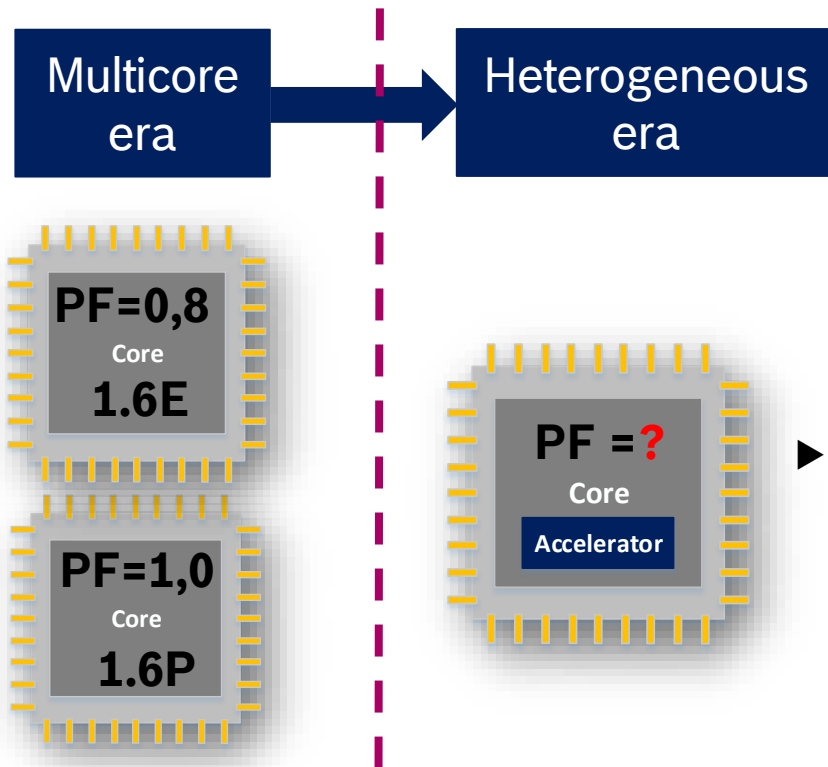 Multicore
era
Heterogeneous
era
PF=0,8
Core
1.6E
PF=1,0
Core
1.6P
PF =?
Core
Accelerator